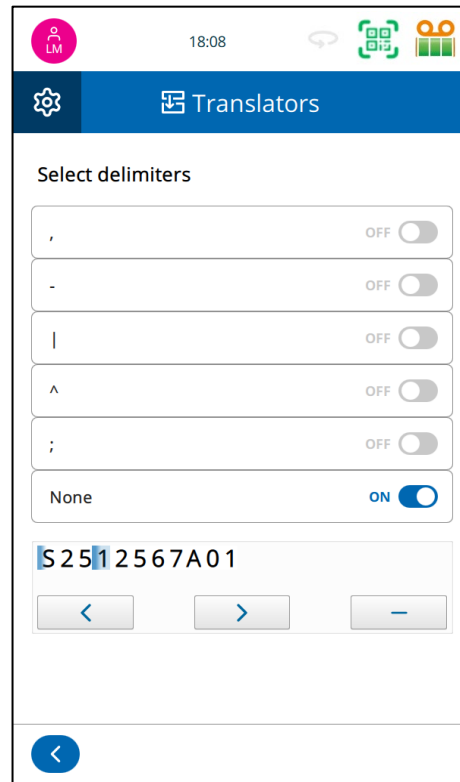 LM
18:08
Translators
Select delimiters
, OFF
- OFF
| OFF
^ OFF
; OFF
None ON
S2512567A01